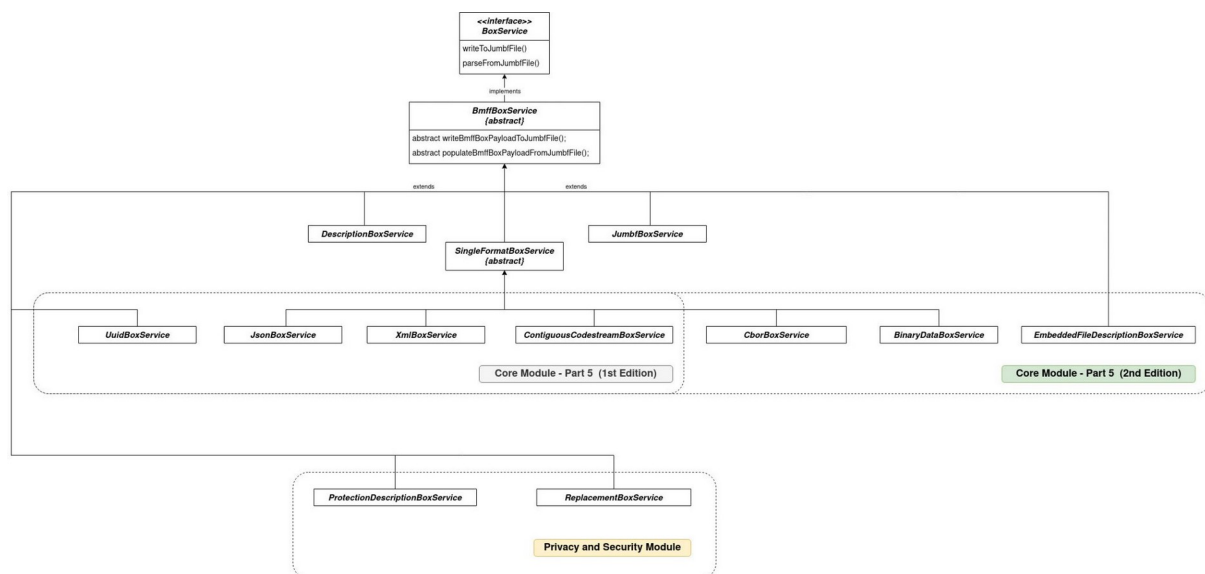 <<interface>>
BoxService
writeToJumbfFile()
parseFromJumbfFile()
implements
BmffBoxService
{abstract}
abstract writeBmffBoxPayloadToJumbfFile();
abstract populateBmffBoxPayloadFromJumbfFile();
extends
extends
DescriptionBoxService
JumbfBoxService
SingleFormatBoxService
{abstract}
UuidBoxService
JsonBoxService
XmlBoxService
ContiguousCodestreamBoxService
CborBoxService
BinaryDataBoxService
EmbeddedFileDescriptionBoxService
Core Module - Part 5 (1st Edition)
Core Module - Part 5 (2nd Edition)
ProtectionDescriptionBoxService
ReplacementBoxService
Privacy and Security Module